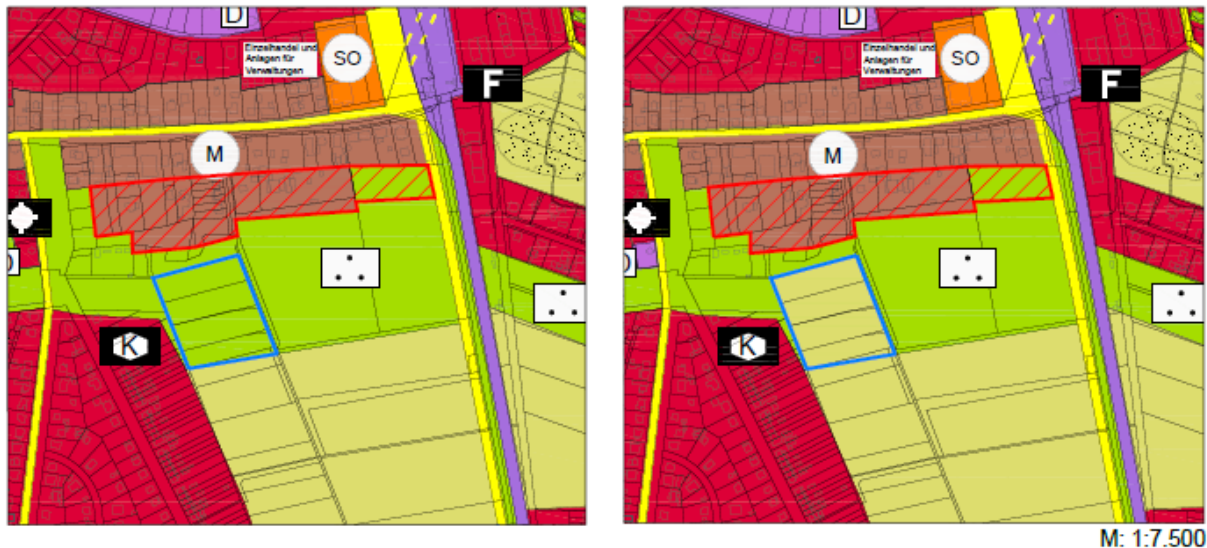 D
Einzelhandel und
Anlagen für
Verwaltungen
SO
F
M
K
D
Einzelhandel und
Anlagen für
Verwaltungen
SO
F
M
K
M: 1:7.500